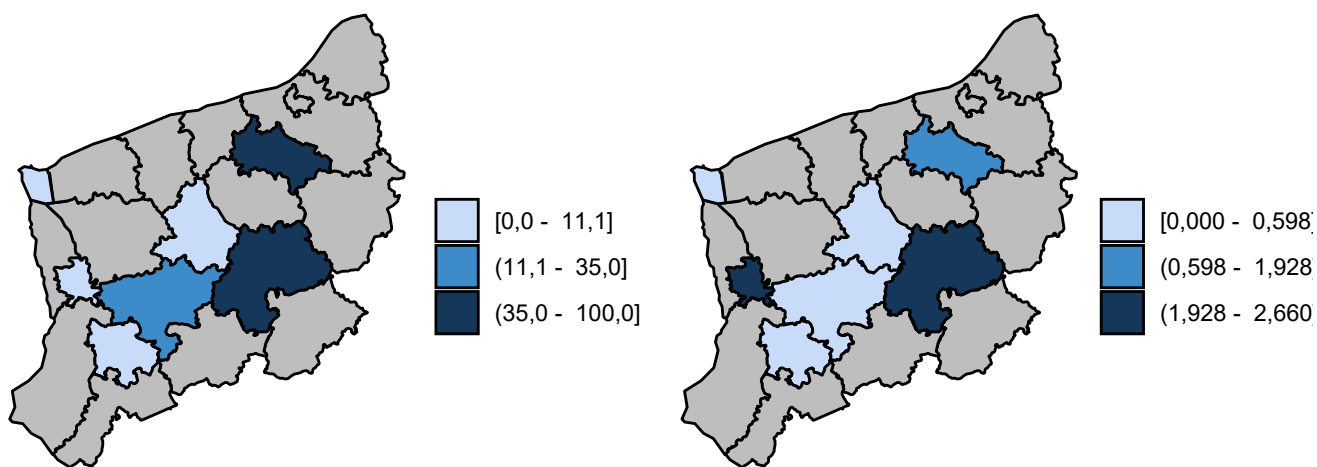 [0,0 - 11,1]
(11,1 - 35,0]
(35,0 - 100,0]
[0,000 - 0,598]
(0,598 - 1,928]
(1,928 - 2,660]